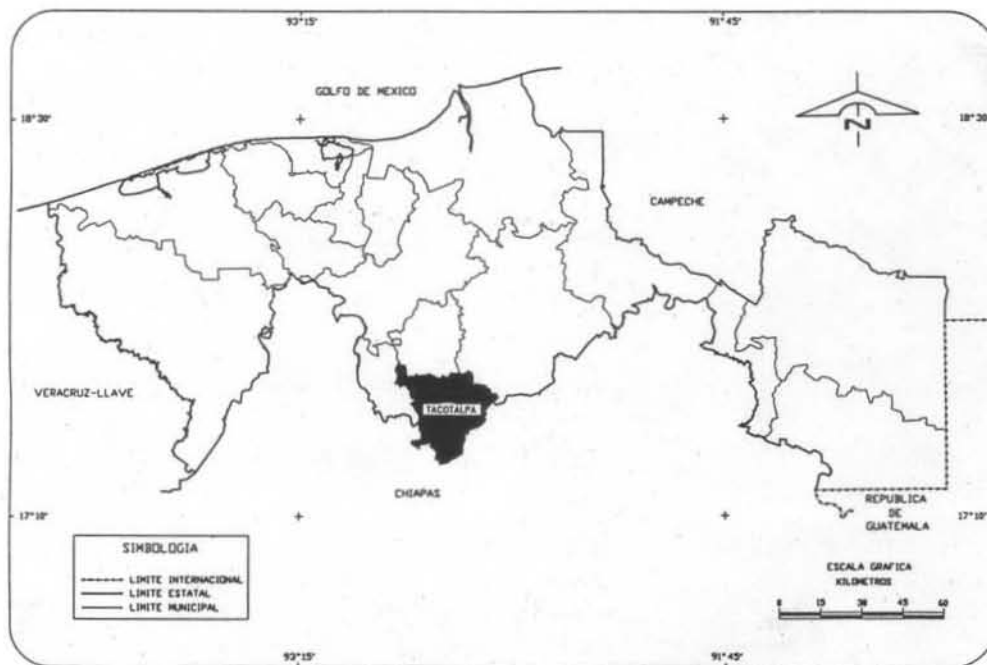 93°15'
91°45'
GOLFO DE MEXICO
18°30'
18°30'
N
CAMPECHE
VERACRUZ-LLAVE
TACOTALPA
CHIAPAS
REPUBLICA
DE
GUATEMALA
17°10'
17°10'
SIMBOLOGIA
LIMITE INTERNACIONAL
LIMITE ESTATAL
LIMITE MUNICIPAL
ESCALA GRAFICA
KILOMETROS
0 15 30 45 60
93°15'
91°45'